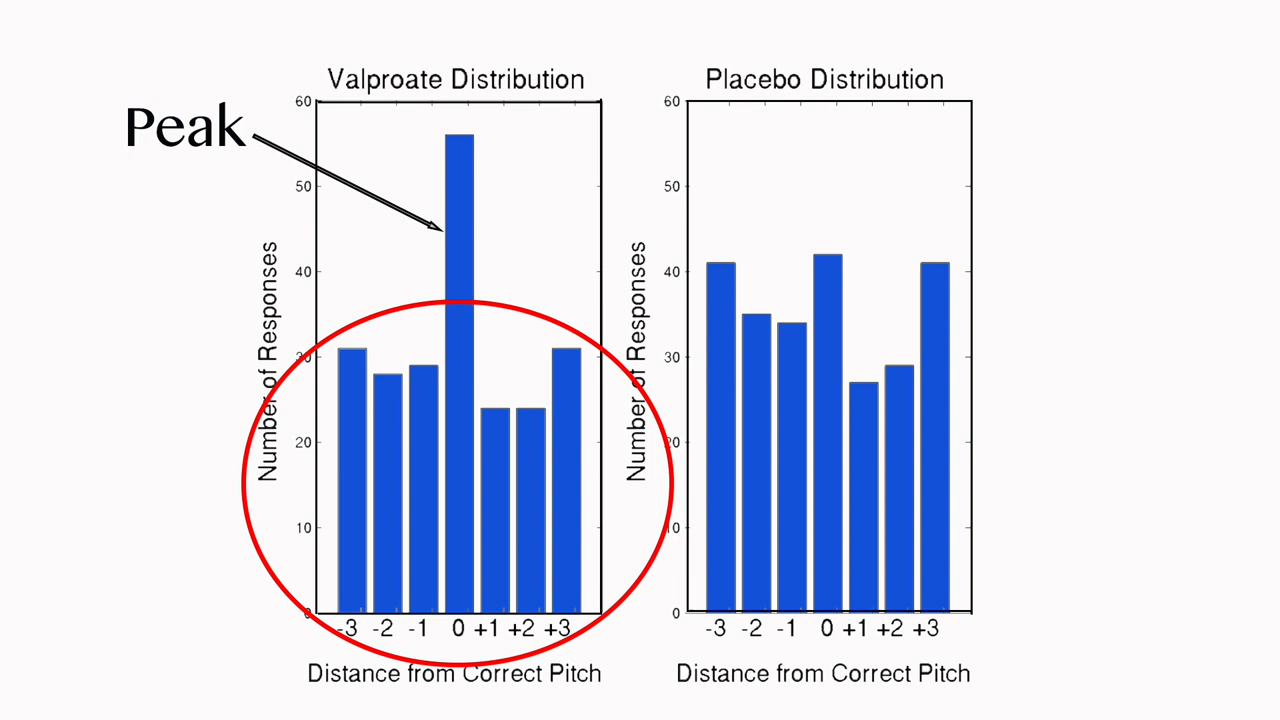 Peak
Valproate Distribution
60
50
40
30
20
10
0
Number of Responses
-3 -2 -1 0 +1 +2 +3
Distance from Correct Pitch
Placebo Distribution
60
50
40
30
20
10
0
Number of Responses
-3 -2 -1 0 +1 +2 +3
Distance from Correct Pitch